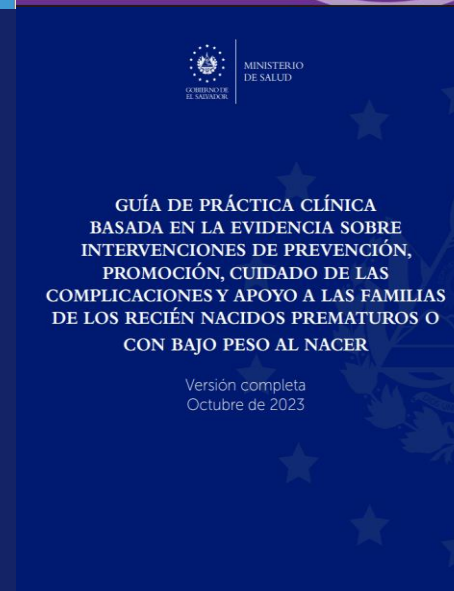 GOBIERNO DE
EL SALVADOR
MINISTERIO
DE SALUD
GUÍA DE PRÁCTICA CLÍNICA
BASADA EN LA EVIDENCIA SOBRE
INTERVENCIONES DE PREVENCIÓN,
PROMOCIÓN, CUIDADO DE LAS
COMPLICACIONES Y APOYO A LAS FAMILIAS
DE LOS RECIÉN NACIDOS PREMATUROS O
CON BAJO PESO AL NACER
Versión completa
Octubre de 2023